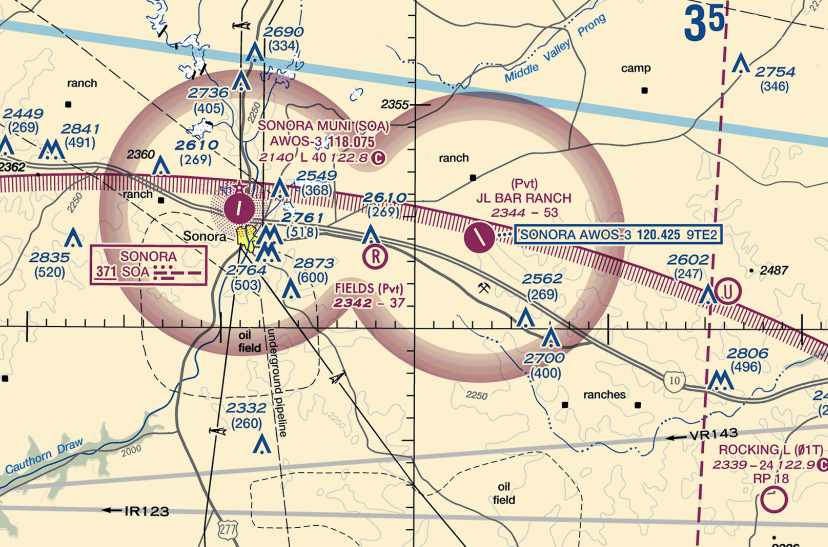 35
2690
(334)
Middle Valley Prong
camp
2754
(346)
ranch
2736
(405)
2250
2355
2449
(269)
2841
(491)
SONORA MUNI (SOA)
AWOS-3 118.075
2140 L 40 122.8 C
2610
(269)
2360
2362
ranch
2549
(368)
ranch
(Pvt)
JL BAR RANCH
2344 - 53
2610
(269)
2250
2761
(518)
Sonora
SONORA AWOS-3 120.425 9TE2
2835
(520)
SONORA
371 SOA
R
2764
(503)
2873
(600)
FIELDS (Pvt)
2342 - 37
2562
(269)
2602
(247)
U
2487
oil
field
underground pipeline
2700
(400)
10
2806
(496)
2250
ranches
2332
(260)
VR143
Cauthorn Draw
2000
ROCKING L (Ø1T)
2339 - 24 122.9 C
RP 18
oil
field
IR123
277